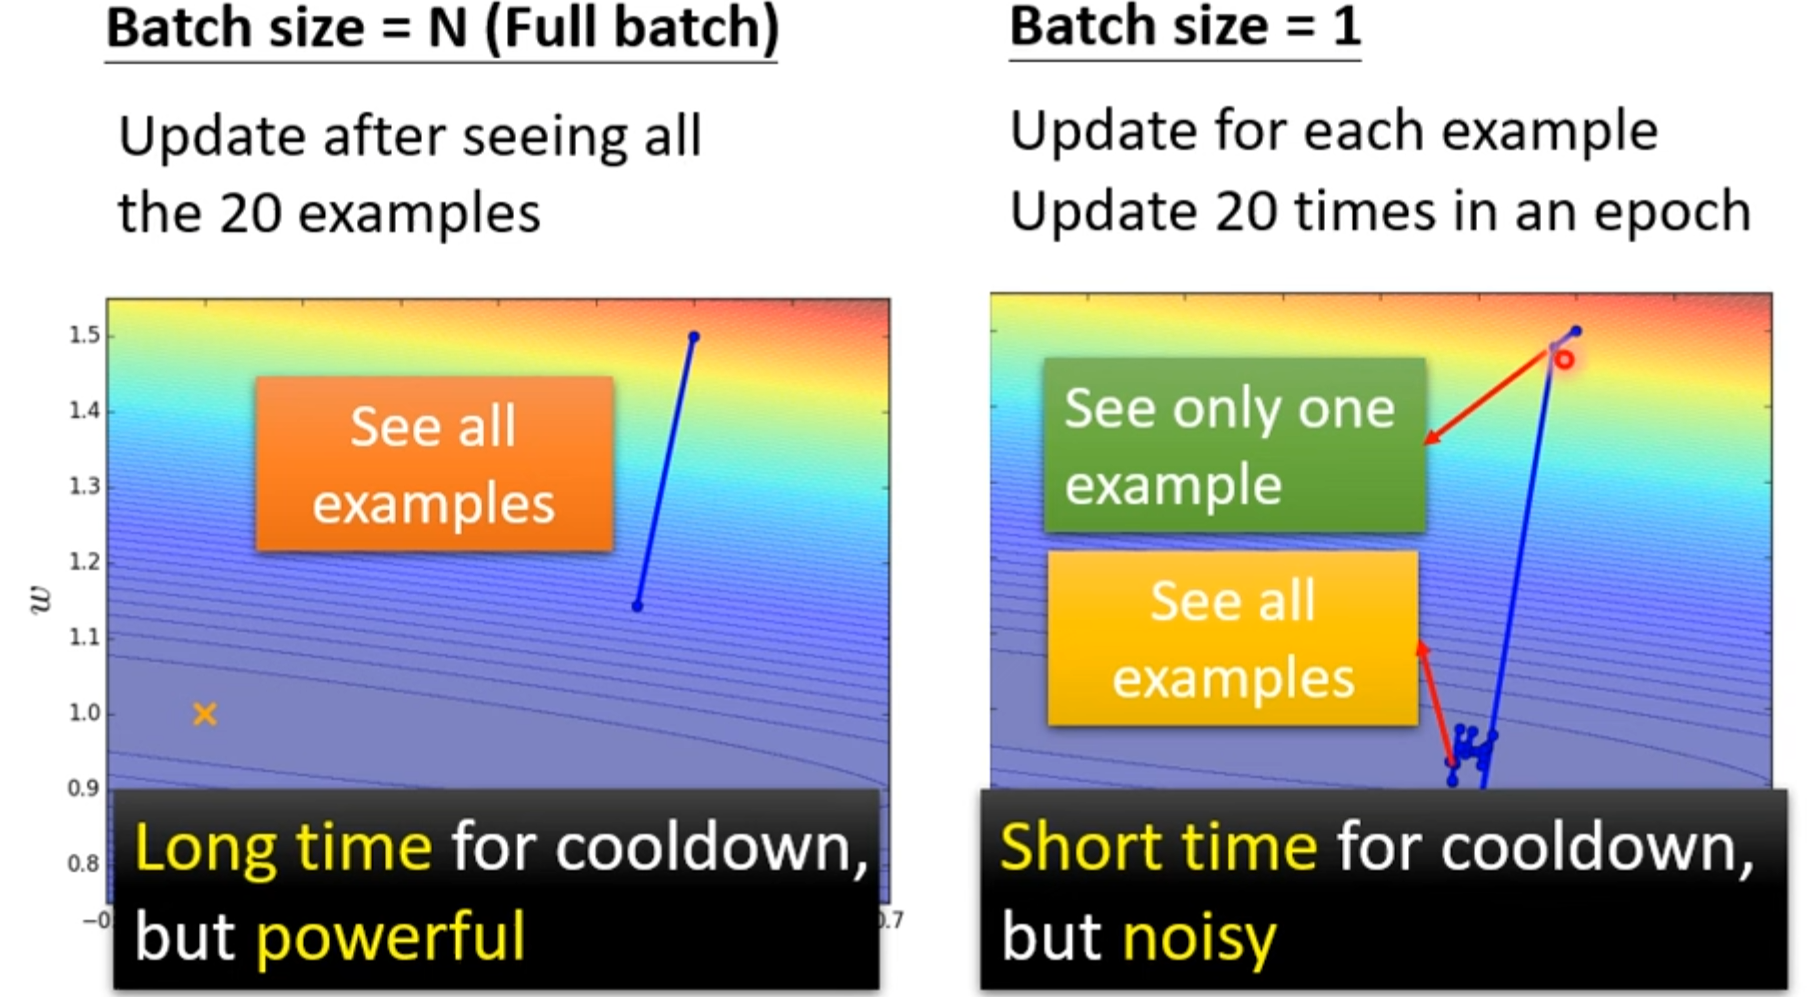 Batch size = N (Full batch)
Update after seeing all
the 20 examples
1.5
1.4
1.3
1.2
1.1
1.0
0.9
0.8
w
−0
0.7
See all
examples
Long time for cooldown,
but powerful
Batch size = 1
Update for each example
Update 20 times in an epoch
See only one
example
See all
examples
Short time for cooldown,
but noisy